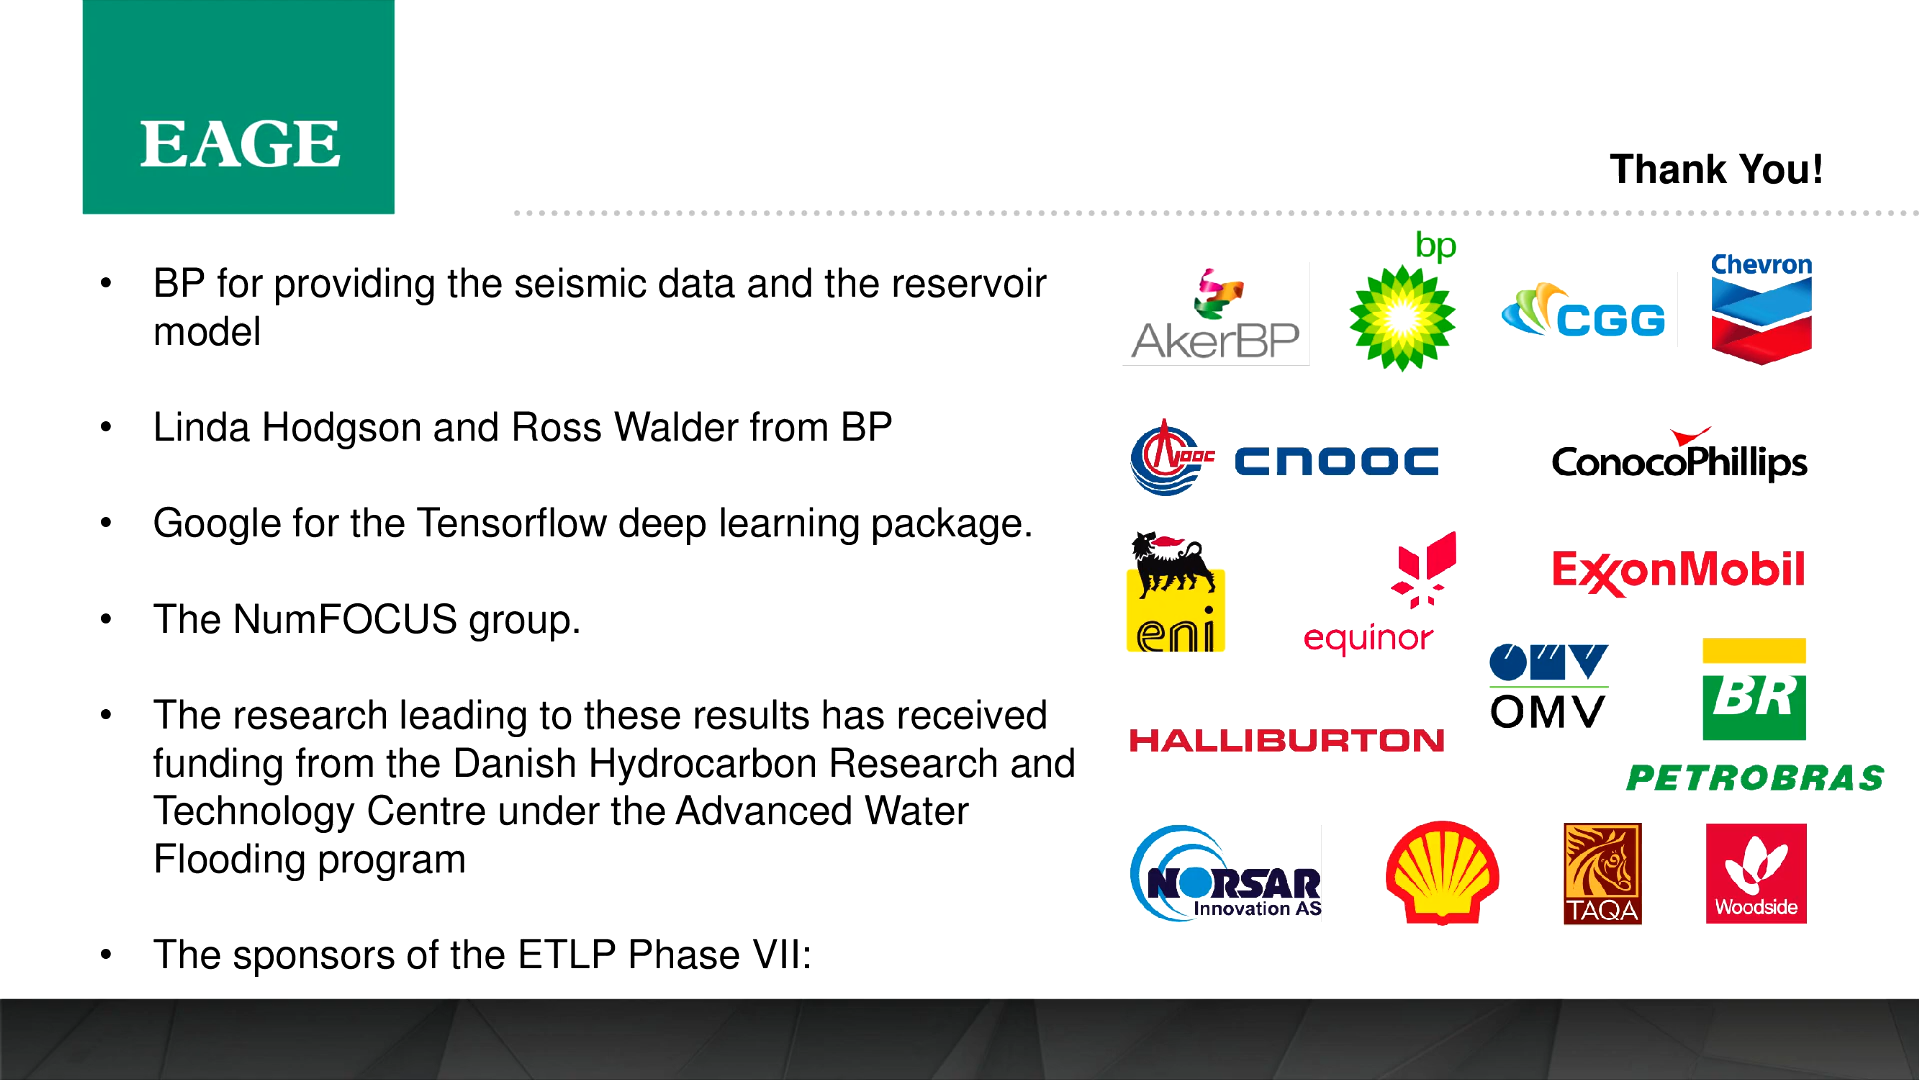 EAGE
Thank You!
• BP for providing the seismic data and the reservoir
model
• Linda Hodgson and Ross Walder from BP
• Google for the Tensorflow deep learning package.
• The NumFOCUS group.
• The research leading to these results has received
funding from the Danish Hydrocarbon Research and
Technology Centre under the Advanced Water
Flooding program
• The sponsors of the ETLP Phase VII:
AkerBP
bp
CGG
Chevron
CNOOC
cnooc
ConocoPhillips
eni
equinor
ExxonMobil
HALLIBURTON
OMV
OMV
BR
PETROBRAS
NORSAR
Innovation AS
TAQA
Woodside